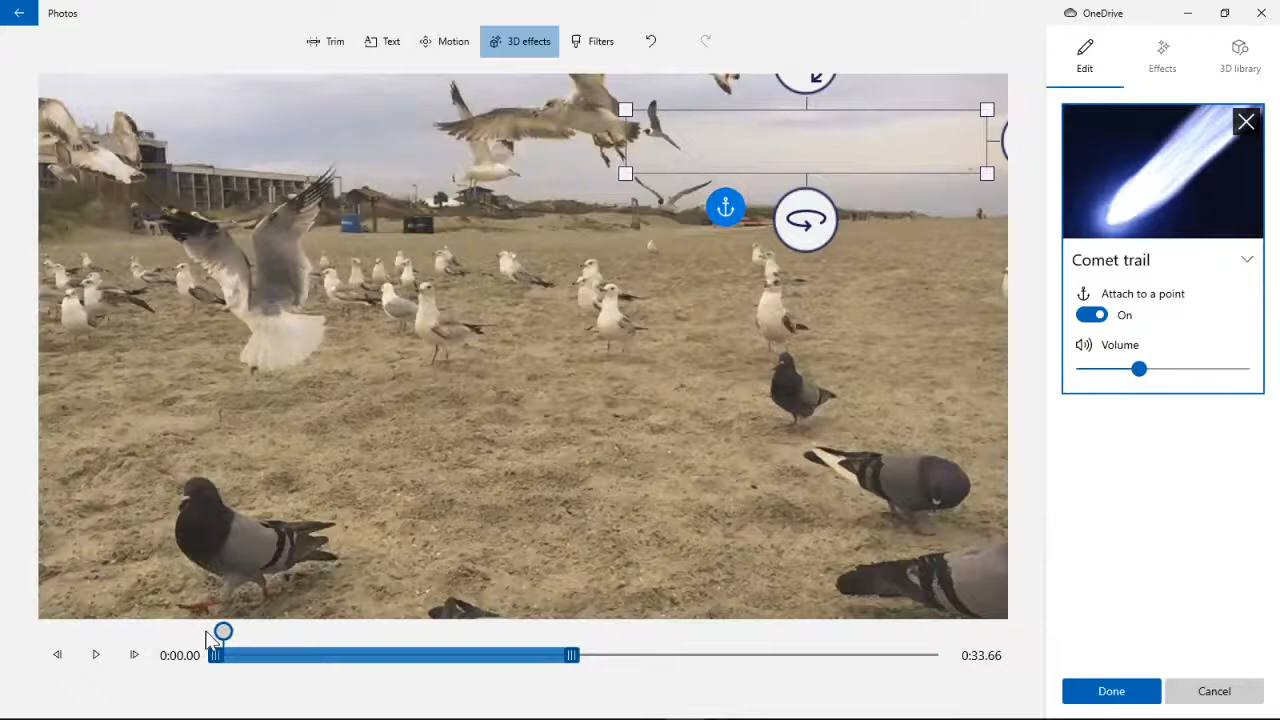 Photos
OneDrive
Trim
Text
Motion
3D effects
Filters
Edit
Effects
3D library
Comet trail
Attach to a point
On
Volume
0:00.00
0:33.66
Done
Cancel